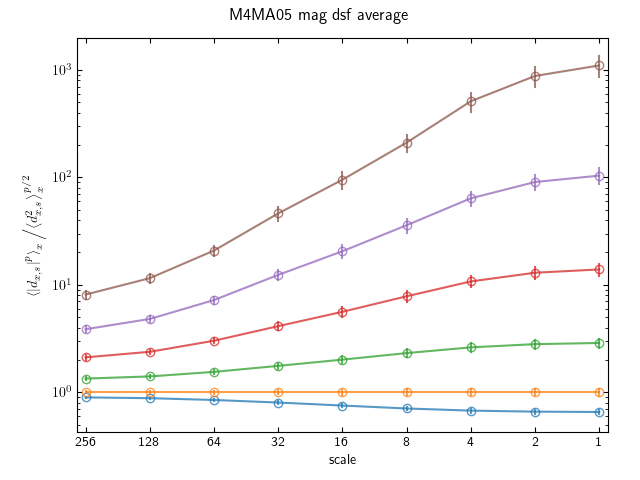 M4MA05 mag dsf average
10³
10²
10¹
10⁰
⟨|d_{x,s}|^p⟩_x / ⟨d²_{x,s}⟩_x^{p/2}
256 128 64 32 16 8 4 2 1
scale